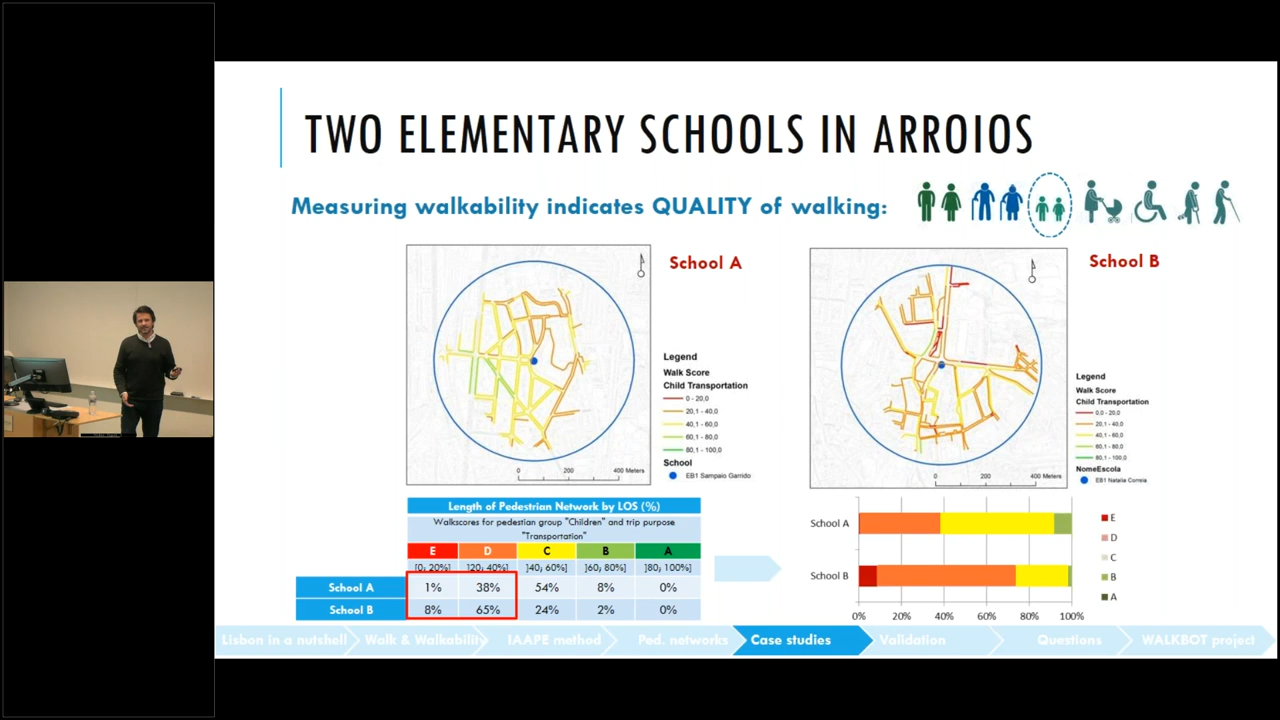 TWO ELEMENTARY SCHOOLS IN ARROIOS
Measuring walkability indicates QUALITY of walking:
School A
Legend
Walk Score
Child Transportation
0 - 20,0
20,1 - 40,0
40,1 - 60,0
60,1 - 80,0
80,1 - 100,0
School
EB1 Sampaio Garrido
0 200 400 Meters
School B
Legend
Walk Score
Child Transportation
0,0 - 20,0
20,1 - 40,0
40,1 - 60,0
60,1 - 80,0
80,1 - 100,0
NomeEscola
EB1 Natalia Correia
0 200 400 Meters
Length of Pedestrian Network by LOS (%)
Walkscores for pedestian group "Children" and trip purpose
"Transportation"
E D C B A
[0; 20%] ]20; 40%] ]40; 60%] ]60; 80%] ]80; 100%]
School A 1% 38% 54% 8% 0%
School B 8% 65% 24% 2% 0%
School A
School B
0% 20% 40% 60% 80% 100%
E
D
C
B
A
Lisbon in a nutshell Walk & Walkability IAAPE method Ped. networks Case studies Validation Questions WALKBOT project